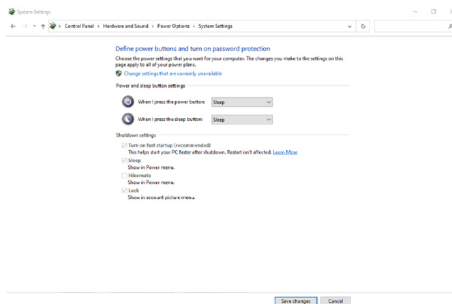 System Settings
Control Panel > Hardware and Sound > Power Options > System Settings
Define power buttons and turn on password protection
Choose the power settings that you want for your computer. The changes you make to the settings on this
page apply to all of your power plans.
Change settings that are currently unavailable
Power and sleep button settings
When I press the power button: Sleep
When I press the sleep button: Sleep
Shutdown settings
Turn on fast startup (recommended)
This helps start your PC faster after shutdown. Restart isn't affected. Learn More
Sleep
Show in Power menu.
Hibernate
Show in Power menu.
Lock
Show in account picture menu.
Save changes Cancel